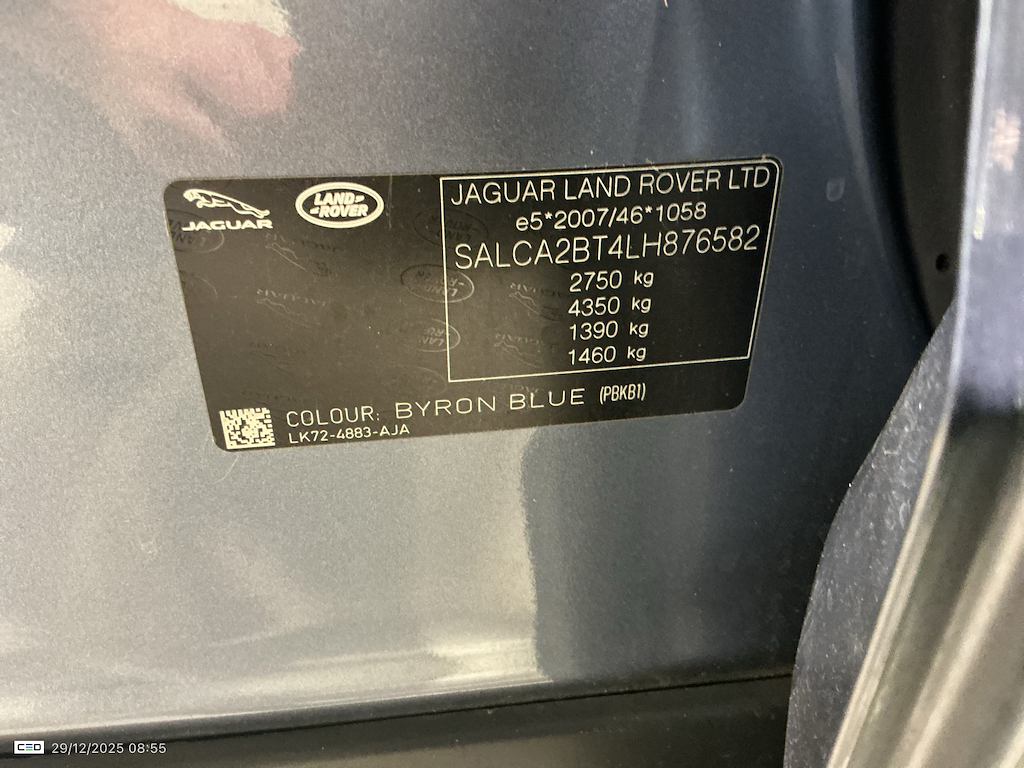 JAGUAR
LAND ROVER
JAGUAR LAND ROVER LTD
e5*2007/46*1058
SALCA2BT4LH876582
2750 kg
4350 kg
1390 kg
1460 kg
COLOUR: BYRON BLUE (PBKB1)
LK72-4883-AJA
29/12/2025 08:55